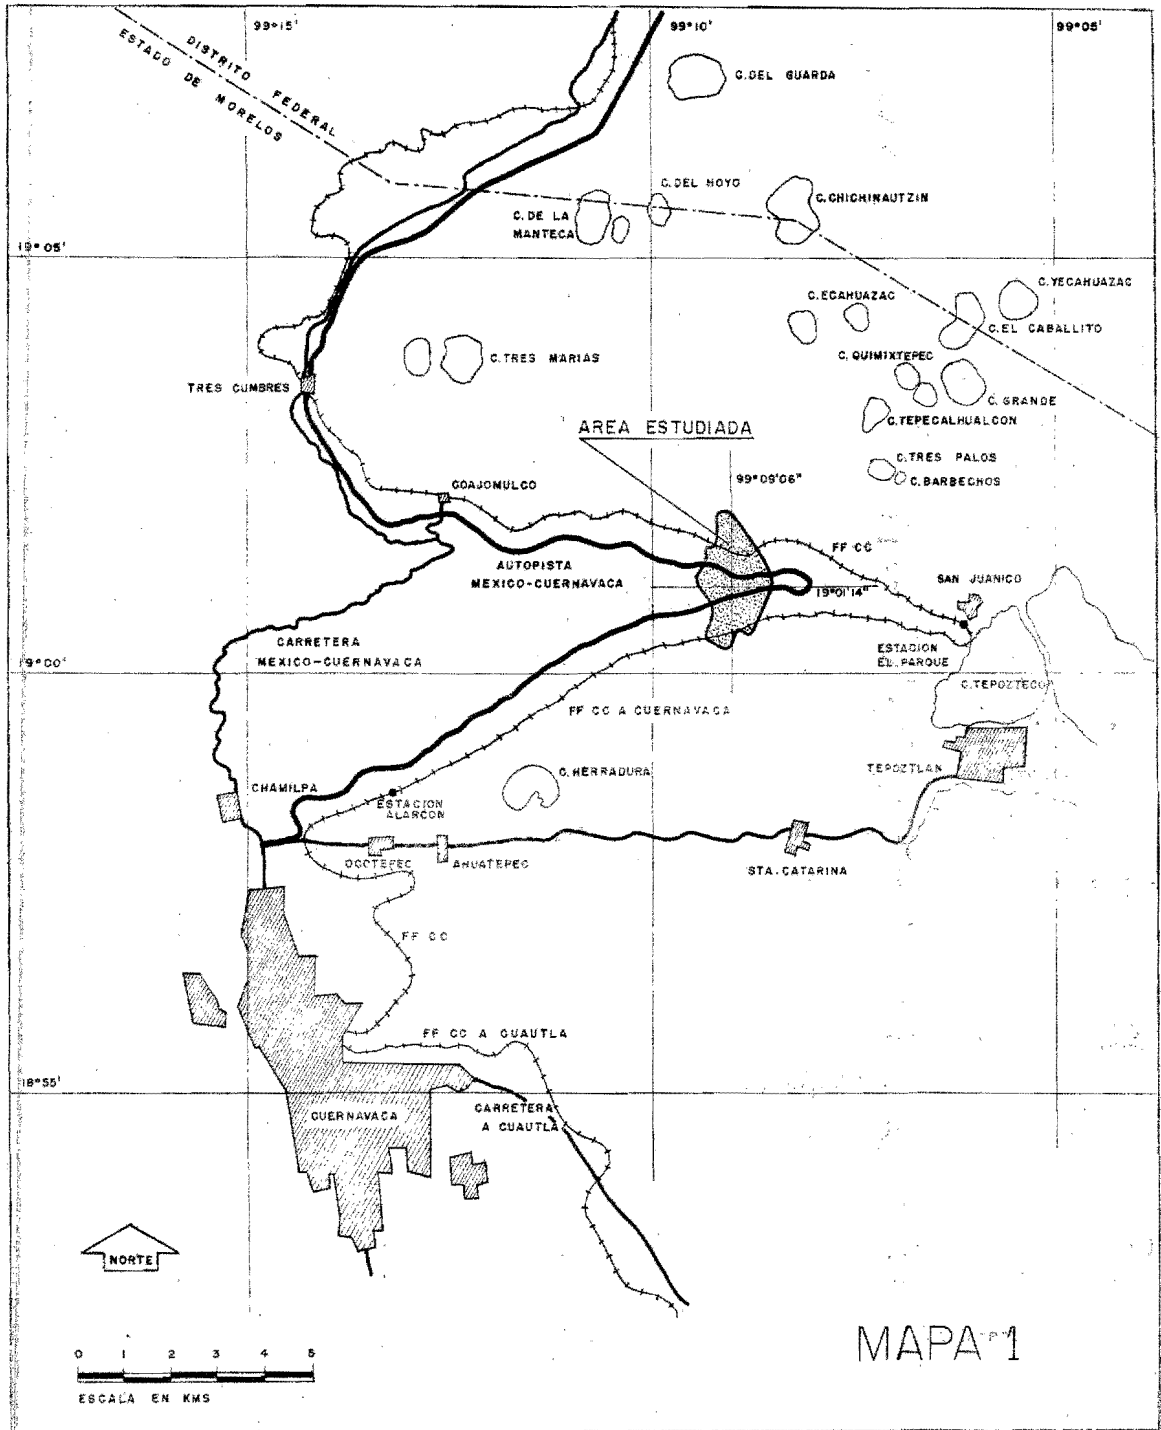 99°15'
99°10'
99°05'
DISTRITO FEDERAL
ESTADO DE MORELOS
C. DEL GUARDA
C. DEL HOYO
C. CHICHINAUTZIN
C. DE LA
MANTECA
19°05'
C. YECAHUAZAC
C. ECAHUAZAC
C. EL CABALLITO
C. TRES MARIAS
C. QUIMIXTEPEC
TRES CUMBRES
C. GRANDE
C. TEPECALHUALCON
AREA ESTUDIADA
C. TRES PALOS
99°09'06"
C. BARBECHOS
COAJOMULCO
FF CC
AUTOPISTA
MEXICO-CUERNAVACA
SAN JUANICO
19°01'14"
CARRETERA
MEXICO-CUERNAVACA
ESTACION
EL PARQUE
19°00'
C. TEPOZTECO
FF CC A CUERNAVACA
TEPOZTLAN
C. HERRADURA
CHAMILPA
ESTACION
ALARCON
OCOTEPEC
AHUATEPEC
STA. CATARINA
FF CC
FF CC A CUAUTLA
18°55'
CUERNAVACA
CARRETERA
A CUAUTLA
NORTE
MAPA 1
0 1 2 3 4 5
ESCALA EN KMS